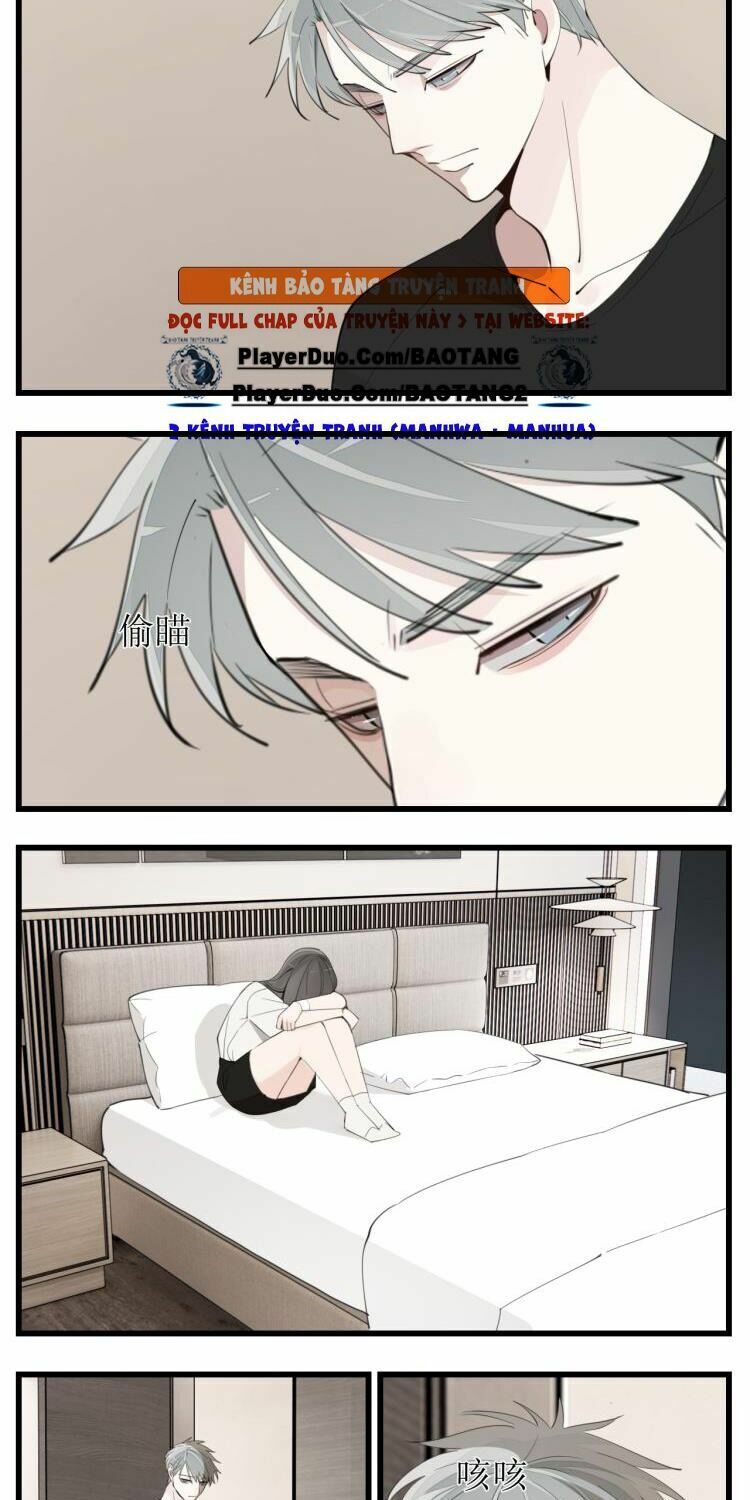 KÊNH BẢO TÀNG TRUYỆN TRANH
ĐỌC FULL CHAP CỦA TRUYỆN NÀY > TẠI WEBSITE:
PlayerDuo.Com/BAOTANG
PlayerDuo.Com/BAOTANG2
2 KÊNH TRUYỆN TRANH (MANHWA - MANHUA)
偷瞄
咳咳